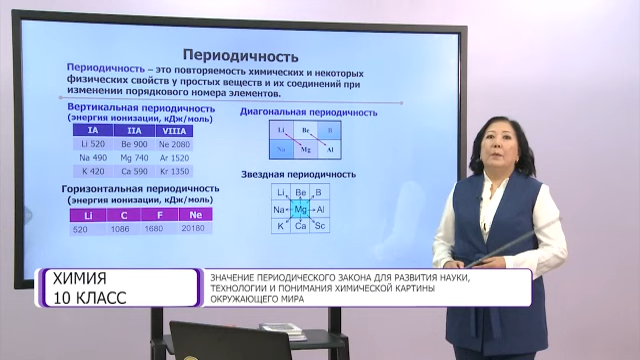 Периодичность
Периодичность – это повторяемость химических и некоторых
физических свойств у простых веществ и их соединений при
изменении порядкового номера элементов.
Вертикальная периодичность
(энергия ионизации, кДж/моль)
IA IIA VIIIA
Li 520 Be 900 Ne 2080
Na 490 Mg 740 Ar 1520
K 420 Ca 590 Kr 1350
Горизонтальная периодичность
(энергия ионизации, кДж/моль)
Li C F Ne
520 1086 1680 20180
Диагональная периодичность
Li Be B
Na Mg Al
Звездная периодичность
Li Be B
Na Mg Al
K Ca Sc
ХИМИЯ
10 КЛАСС
ЗНАЧЕНИЕ ПЕРИОДИЧЕСКОГО ЗАКОНА ДЛЯ РАЗВИТИЯ НАУКИ,
ТЕХНОЛОГИИ И ПОНИМАНИЯ ХИМИЧЕСКОЙ КАРТИНЫ
ОКРУЖАЮЩЕГО МИРА